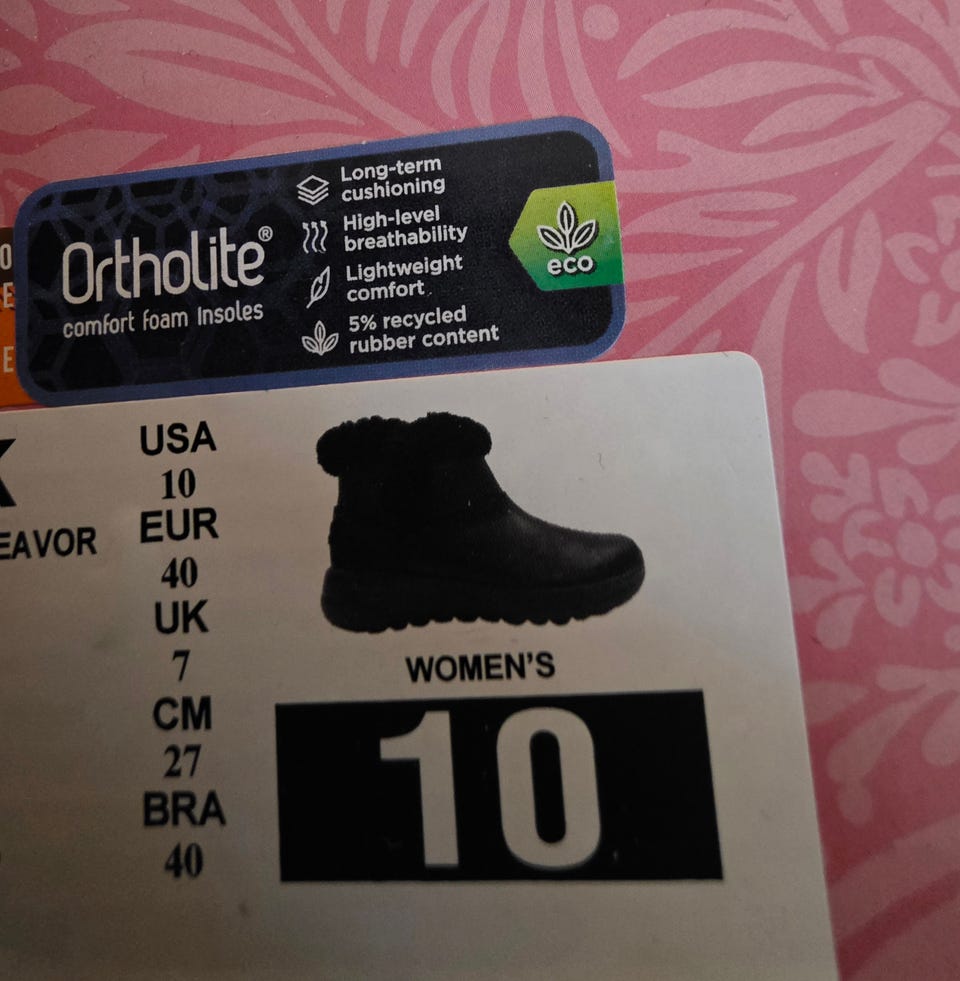 OrthoLite®
comfort foam Insoles
Long-term
cushioning
High-level
breathability
Lightweight
comfort
5% recycled
rubber content
eco
USA
10
EUR
40
UK
7
CM
27
BRA
40
WOMEN'S
10